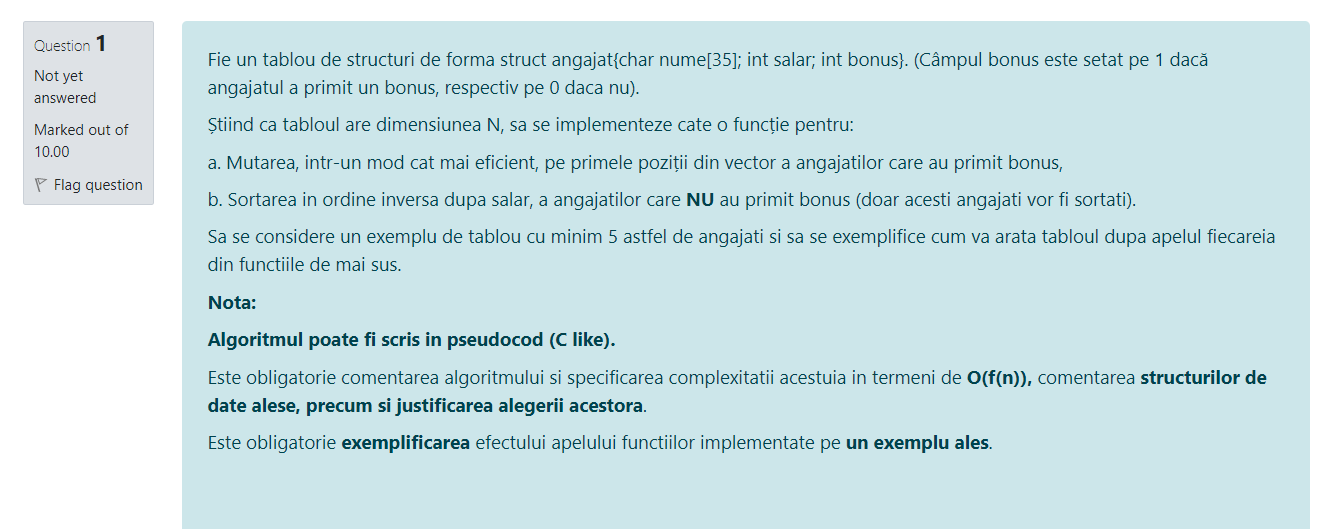 Question 1
Not yet
answered
Marked out of
10.00
Flag question
Fie un tablou de structuri de forma struct angajat{char nume[35]; int salar; int bonus}. (Câmpul bonus este setat pe 1 dacă
angajatul a primit un bonus, respectiv pe 0 daca nu).
Știind ca tabloul are dimensiunea N, sa se implementeze cate o funcție pentru:
a. Mutarea, intr-un mod cat mai eficient, pe primele poziții din vector a angajatilor care au primit bonus,
b. Sortarea in ordine inversa dupa salar, a angajatilor care NU au primit bonus (doar acesti angajati vor fi sortati).
Sa se considere un exemplu de tablou cu minim 5 astfel de angajati si sa se exemplifice cum va arata tabloul dupa apelul fiecareia
din functiile de mai sus.
Nota:
Algoritmul poate fi scris in pseudocod (C like).
Este obligatorie comentarea algoritmului si specificarea complexitatii acestuia in termeni de O(f(n)), comentarea structurilor de
date alese, precum si justificarea alegerii acestora.
Este obligatorie exemplificarea efectului apelului functiilor implementate pe un exemplu ales.